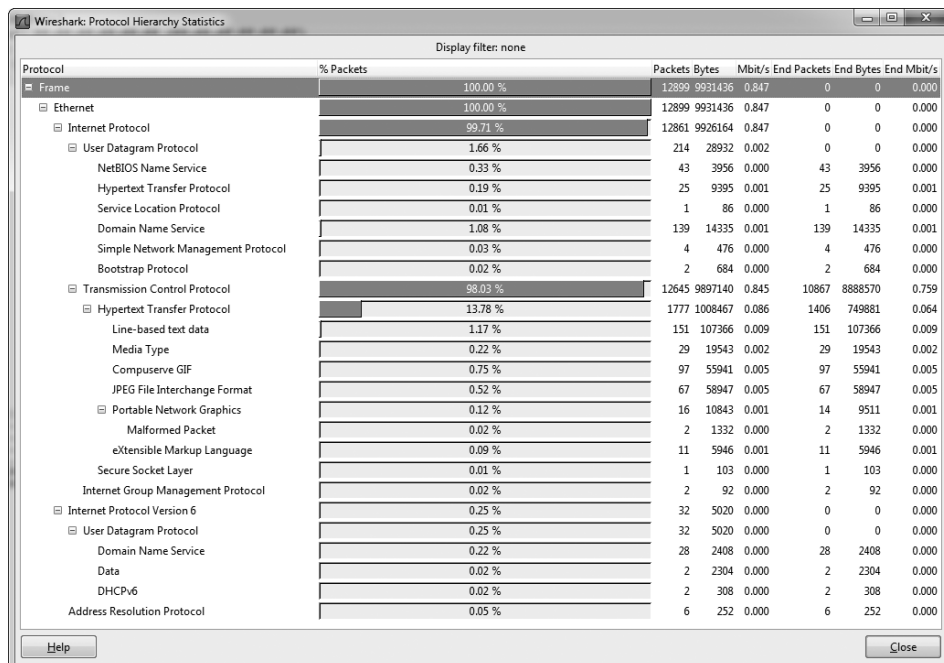 Wireshark: Protocol Hierarchy Statistics
Display filter: none
Protocol % Packets Packets Bytes Mbit/s End Packets End Bytes End Mbit/s
Frame 100.00 % 12899 9931436 0.847 0 0 0.000
Ethernet 100.00 % 12899 9931436 0.847 0 0 0.000
Internet Protocol 99.71 % 12861 9926164 0.847 0 0 0.000
User Datagram Protocol 1.66 % 214 28932 0.002 0 0 0.000
NetBIOS Name Service 0.33 % 43 3956 0.000 43 3956 0.000
Hypertext Transfer Protocol 0.19 % 25 9395 0.001 25 9395 0.001
Service Location Protocol 0.01 % 1 86 0.000 1 86 0.000
Domain Name Service 1.08 % 139 14335 0.001 139 14335 0.001
Simple Network Management Protocol 0.03 % 4 476 0.000 4 476 0.000
Bootstrap Protocol 0.02 % 2 684 0.000 2 684 0.000
Transmission Control Protocol 98.03 % 12645 9897140 0.845 10867 8888570 0.759
Hypertext Transfer Protocol 13.78 % 1777 1008467 0.086 1406 749881 0.064
Line-based text data 1.17 % 151 107366 0.009 151 107366 0.009
Media Type 0.22 % 29 19543 0.002 29 19543 0.002
Compuserve GIF 0.75 % 97 55941 0.005 97 55941 0.005
JPEG File Interchange Format 0.52 % 67 58947 0.005 67 58947 0.005
Portable Network Graphics 0.12 % 16 10843 0.001 14 9511 0.001
Malformed Packet 0.02 % 2 1332 0.000 2 1332 0.000
eXtensible Markup Language 0.09 % 11 5946 0.001 11 5946 0.001
Secure Socket Layer 0.01 % 1 103 0.000 1 103 0.000
Internet Group Management Protocol 0.02 % 2 92 0.000 2 92 0.000
Internet Protocol Version 6 0.25 % 32 5020 0.000 0 0 0.000
User Datagram Protocol 0.25 % 32 5020 0.000 0 0 0.000
Domain Name Service 0.22 % 28 2408 0.000 28 2408 0.000
Data 0.02 % 2 2304 0.000 2 2304 0.000
DHCPv6 0.02 % 2 308 0.000 2 308 0.000
Address Resolution Protocol 0.05 % 6 252 0.000 6 252 0.000
Help Close